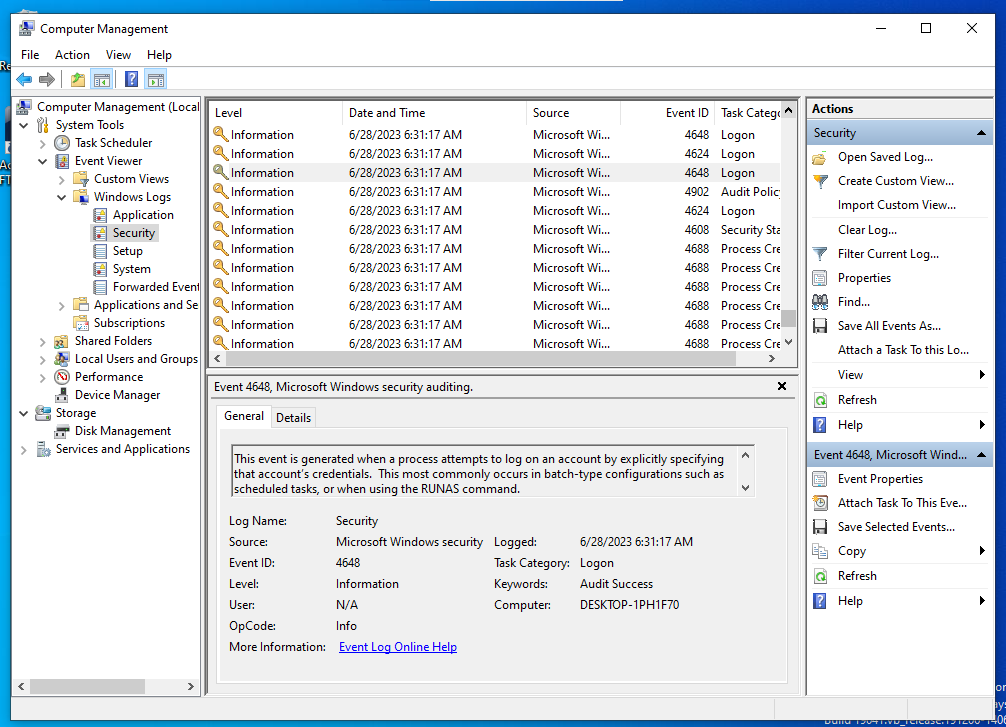 Computer Management
File Action View Help
Computer Management (Local
System Tools
Task Scheduler
Event Viewer
Custom Views
Windows Logs
Application
Security
Setup
System
Forwarded Event
Applications and Se
Subscriptions
Shared Folders
Local Users and Groups
Performance
Device Manager
Storage
Disk Management
Services and Applications
Level Date and Time Source Event ID Task Catego
Information 6/28/2023 6:31:17 AM Microsoft Wi... 4648 Logon
Information 6/28/2023 6:31:17 AM Microsoft Wi... 4624 Logon
Information 6/28/2023 6:31:17 AM Microsoft Wi... 4648 Logon
Information 6/28/2023 6:31:17 AM Microsoft Wi... 4902 Audit Policy
Information 6/28/2023 6:31:17 AM Microsoft Wi... 4624 Logon
Information 6/28/2023 6:31:17 AM Microsoft Wi... 4608 Security Sta
Information 6/28/2023 6:31:17 AM Microsoft Wi... 4688 Process Cre
Information 6/28/2023 6:31:17 AM Microsoft Wi... 4688 Process Cre
Information 6/28/2023 6:31:17 AM Microsoft Wi... 4688 Process Cre
Information 6/28/2023 6:31:17 AM Microsoft Wi... 4688 Process Cre
Information 6/28/2023 6:31:17 AM Microsoft Wi... 4688 Process Cre
Information 6/28/2023 6:31:17 AM Microsoft Wi... 4688 Process Cre
Event 4648, Microsoft Windows security auditing.
General Details
This event is generated when a process attempts to log on an account by explicitly specifying
that account's credentials. This most commonly occurs in batch-type configurations such as
scheduled tasks, or when using the RUNAS command.
Log Name: Security
Source: Microsoft Windows security Logged: 6/28/2023 6:31:17 AM
Event ID: 4648 Task Category: Logon
Level: Information Keywords: Audit Success
User: N/A Computer: DESKTOP-1PH1F70
OpCode: Info
More Information: Event Log Online Help
Actions
Security
Open Saved Log...
Create Custom View...
Import Custom View...
Clear Log...
Filter Current Log...
Properties
Find...
Save All Events As...
Attach a Task To this Lo...
View
Refresh
Help
Event 4648, Microsoft Wind...
Event Properties
Attach Task To This Eve...
Save Selected Events...
Copy
Refresh
Help